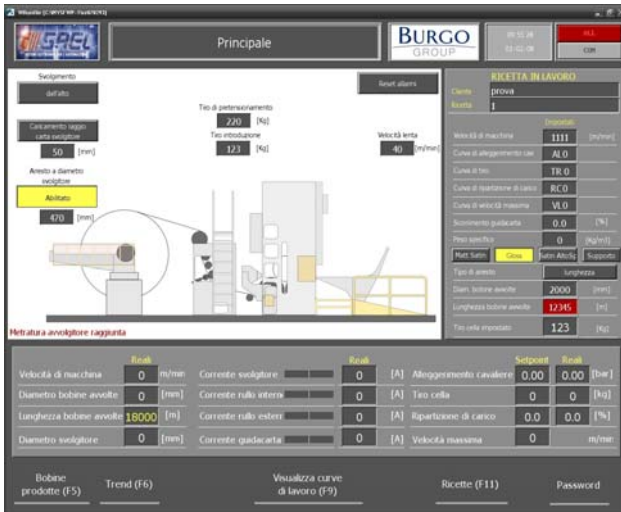 SPEL
Principale
BURGO
GROUP
COM
Svolgimento
dall'alto
Caricamento raggio
carta svolgitore
50 [mm]
Arresto a diametro
svolgitore
Abilitato
470 [mm]
Tiro di pretensionamento
220 [Kg]
Tiro introduzione
123 [Kg]
Reset allarmi
Velocità lenta
40 [m/min]
Metratura avvolgitore raggiunta
RICETTA IN LAVORO
Cliente prova
Ricetta 1
Impostati
Velocità di macchina 1111 [m/min]
Curva di alleggerimento cav AL0
Curva di tiro TR 0
Curva di ripartizione di carico RC0
Curva di velocità massima VL0
Scorrimento guidacarta 0.0 [%]
Peso specifico 0 [Kg/m3]
Matt Satin Gloss Satin AltoSp Supporto
Tipo di arresto lunghezza
Diam. bobine avvolte 2000 [mm]
Lunghezza bobine avvolte 12345 [m]
Tiro cella impostato 123 [Kg]
Reali
Velocità di macchina 0 m/min
Diametro bobine avvolte 0 [mm]
Lunghezza bobine avvolte 18000 [m]
Diametro svolgitore 0 [mm]
Reali
Corrente svolgitore 0 [A]
Corrente rullo interno 0 [A]
Corrente rullo estern 0 [A]
Corrente guidacarta 0 [A]
Setpoint Reali
Alleggerimento cavaliere 0.00 0.00 [bar]
Tiro cella 0 0 [kg]
Ripartizione di carico 0.0 0.0 [%]
Velocità massima 0 m/min
Bobine
prodotte (F5)
Trend (F6)
Visualizza curve
di lavoro (F9)
Ricette (F11)
Password